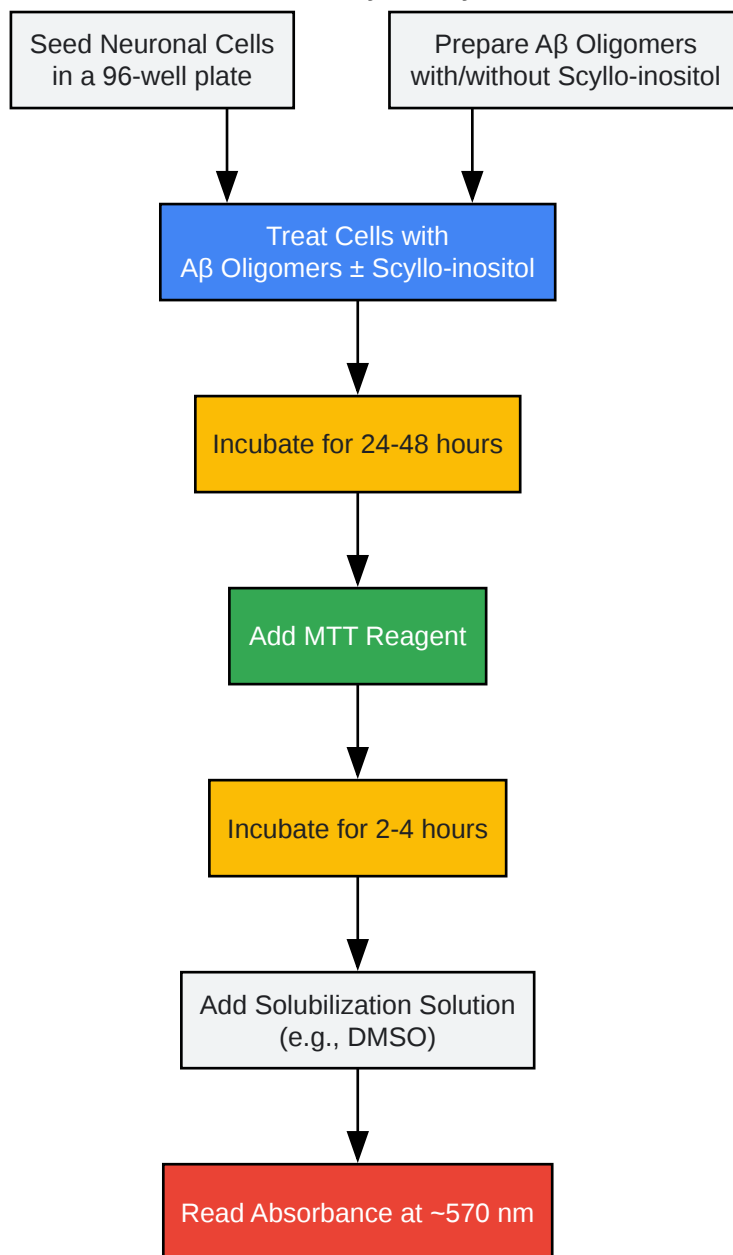 Seed Neuronal Cells
in a 96-well plate
Prepare Aβ Oligomers
with/without Scyllo-inositol
Treat Cells with
Aβ Oligomers ± Scyllo-inositol
Incubate for 24-48 hours
Add MTT Reagent
Incubate for 2-4 hours
Add Solubilization Solution
(e.g., DMSO)
Read Absorbance at ~570 nm